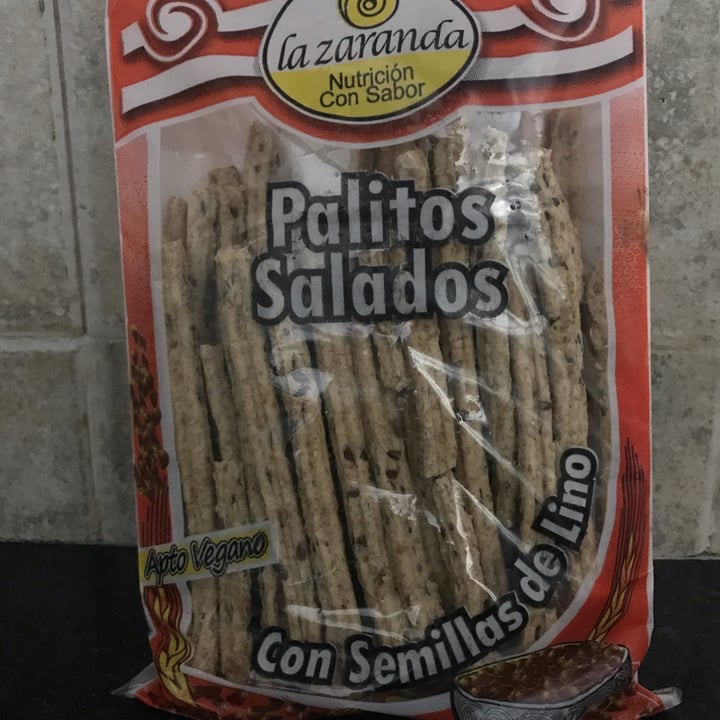 la zaranda
Nutrición
Con Sabor
Palitos
Salados
Apto Vegano
con Semillas de Lino